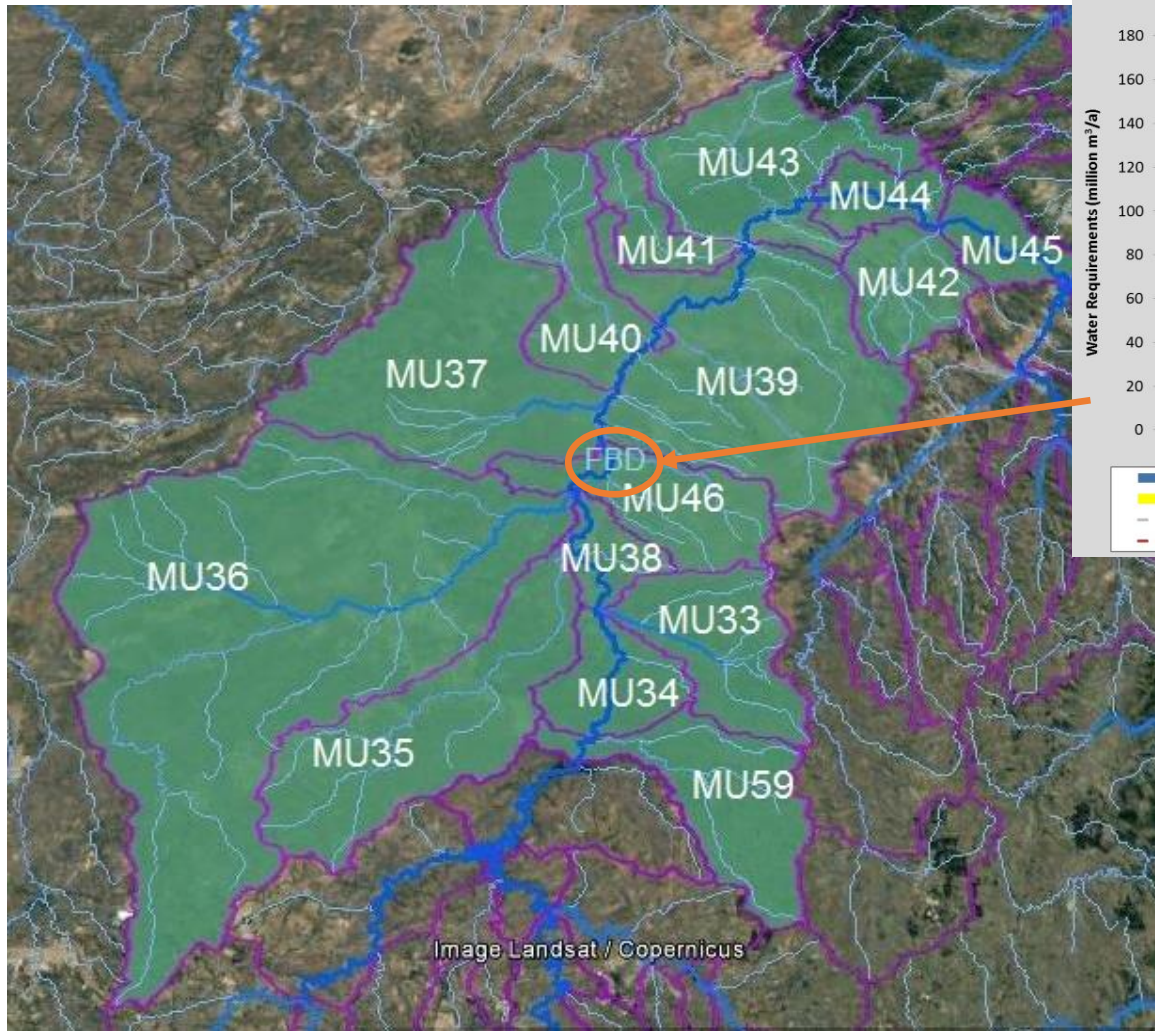 MU43
MU44
MU41
MU45
MU42
MU40
MU37
MU39
FBD
MU46
MU38
MU36
MU33
MU34
MU35
MU59
Image Landsat / Copernicus
Water Requirements (million m³/a)
180
160
140
120
100
80
60
40
20
0